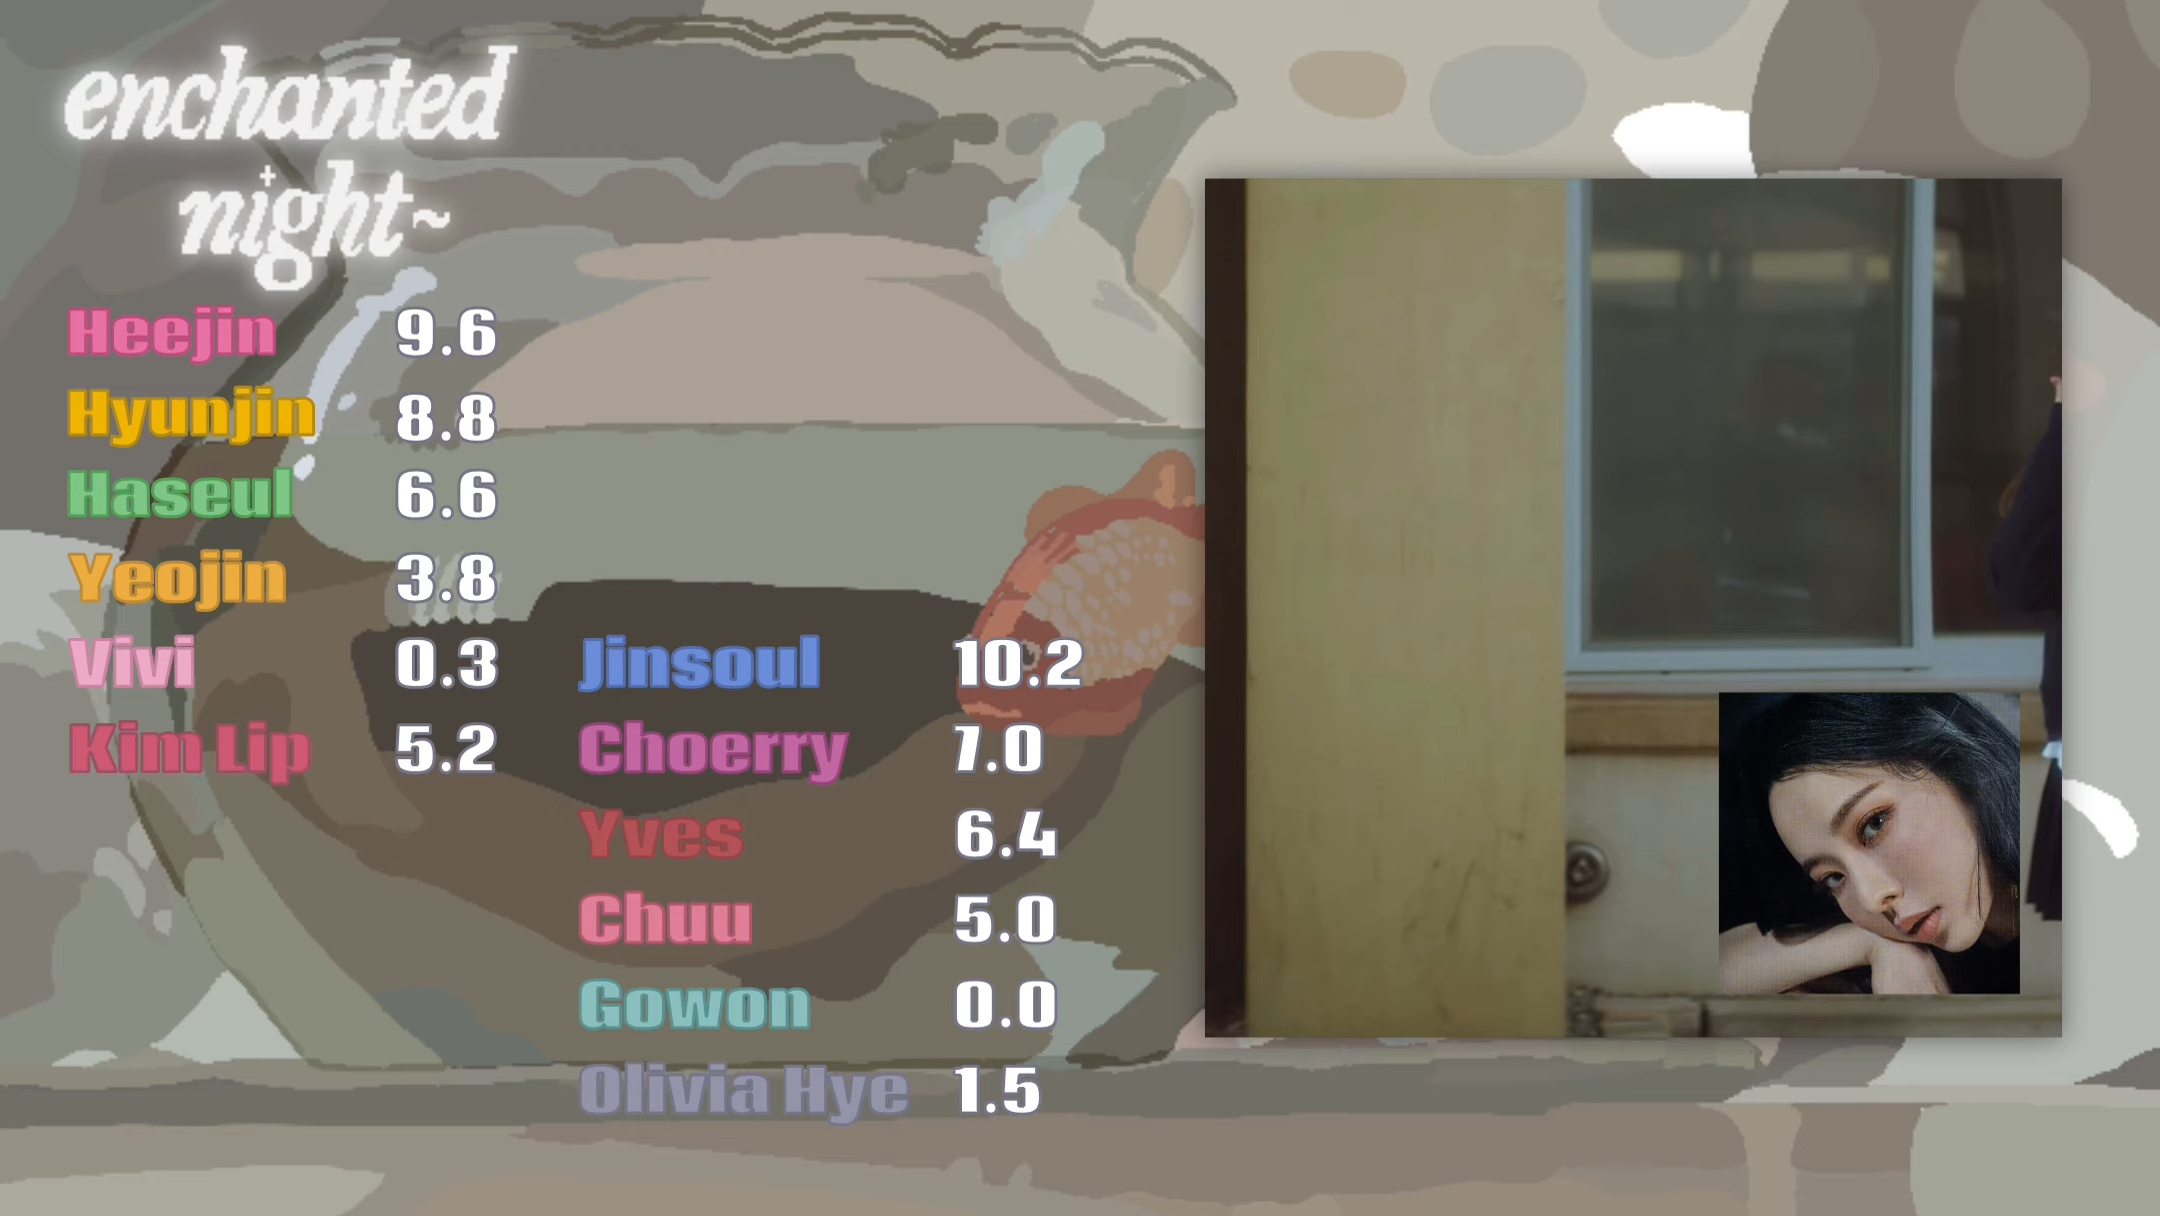 enchanted
night~
Heejin 9.6
Hyunjin 8.8
Haseul 6.6
Yeojin 3.8
Vivi 0.3 Jinsoul 10.2
Kim Lip 5.2 Choerry 7.0
Yves 6.4
Chuu 5.0
Gowon 0.0
Olivia Hye 1.5